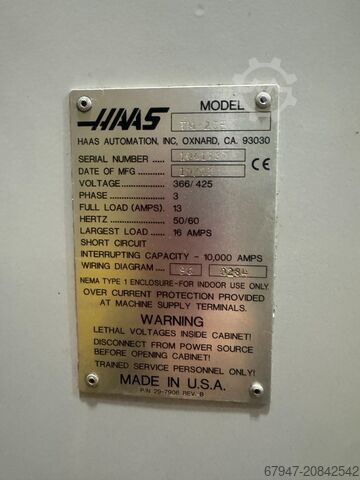 HAAS
MODEL
HAAS AUTOMATION, INC, OXNARD, CA. 93030
SERIAL NUMBER
DATE OF MFG
CE
VOLTAGE 366/425
PHASE 3
FULL LOAD (AMPS). 13
HERTZ 50/60
LARGEST LOAD 16 AMPS
SHORT CIRCUIT
INTERRUPTING CAPACITY - 10,000 AMPS
WIRING DIAGRAM
NEMA TYPE 1 ENCLOSURE-FOR INDOOR USE ONLY
OVER CURRENT PROTECTION PROVIDED
AT MACHINE SUPPLY TERMINALS.
WARNING
LETHAL VOLTAGES INSIDE CABINET!
DISCONNECT FROM POWER SOURCE
BEFORE OPENING CABINET!
TRAINED SERVICE PERSONNEL ONLY!
MADE IN U.S.A.
P/N 29-7906 REV. B
67947-20842542